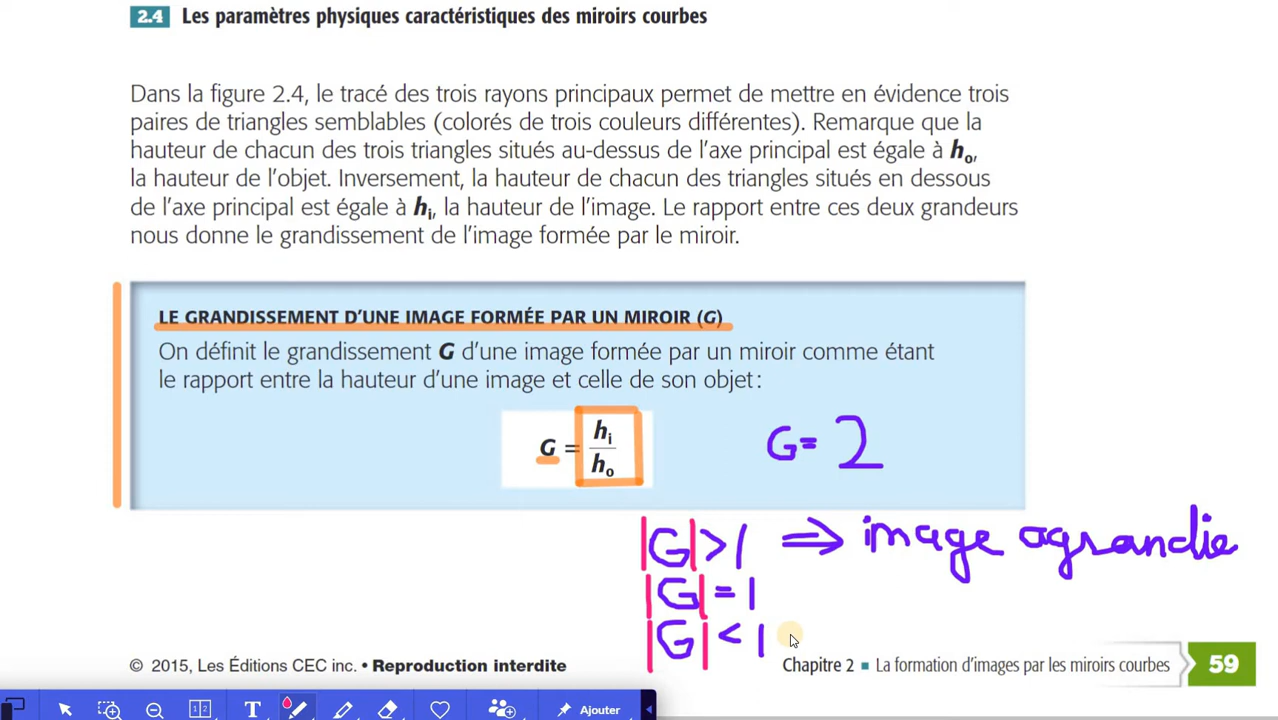 2.4 Les paramètres physiques caractéristiques des miroirs courbes
Dans la figure 2.4, le tracé des trois rayons principaux permet de mettre en évidence trois
paires de triangles semblables (colorés de trois couleurs différentes). Remarque que la
hauteur de chacun des trois triangles situés au-dessus de l’axe principal est égale à ho,
la hauteur de l’objet. Inversement, la hauteur de chacun des triangles situés en dessous
de l’axe principal est égale à hi, la hauteur de l’image. Le rapport entre ces deux grandeurs
nous donne le grandissement de l’image formée par le miroir.
LE GRANDISSEMENT D’UNE IMAGE FORMÉE PAR UN MIROIR (G)
On définit le grandissement G d’une image formée par un miroir comme étant
le rapport entre la hauteur d’une image et celle de son objet :
G = hi/ho
G = 2
|G| > 1 ⇒ image agrandie
|G| = 1
|G| < 1
© 2015, Les Éditions CEC inc. • Reproduction interdite
Chapitre 2 ■ La formation d’images par les miroirs courbes 59
T
Ajouter